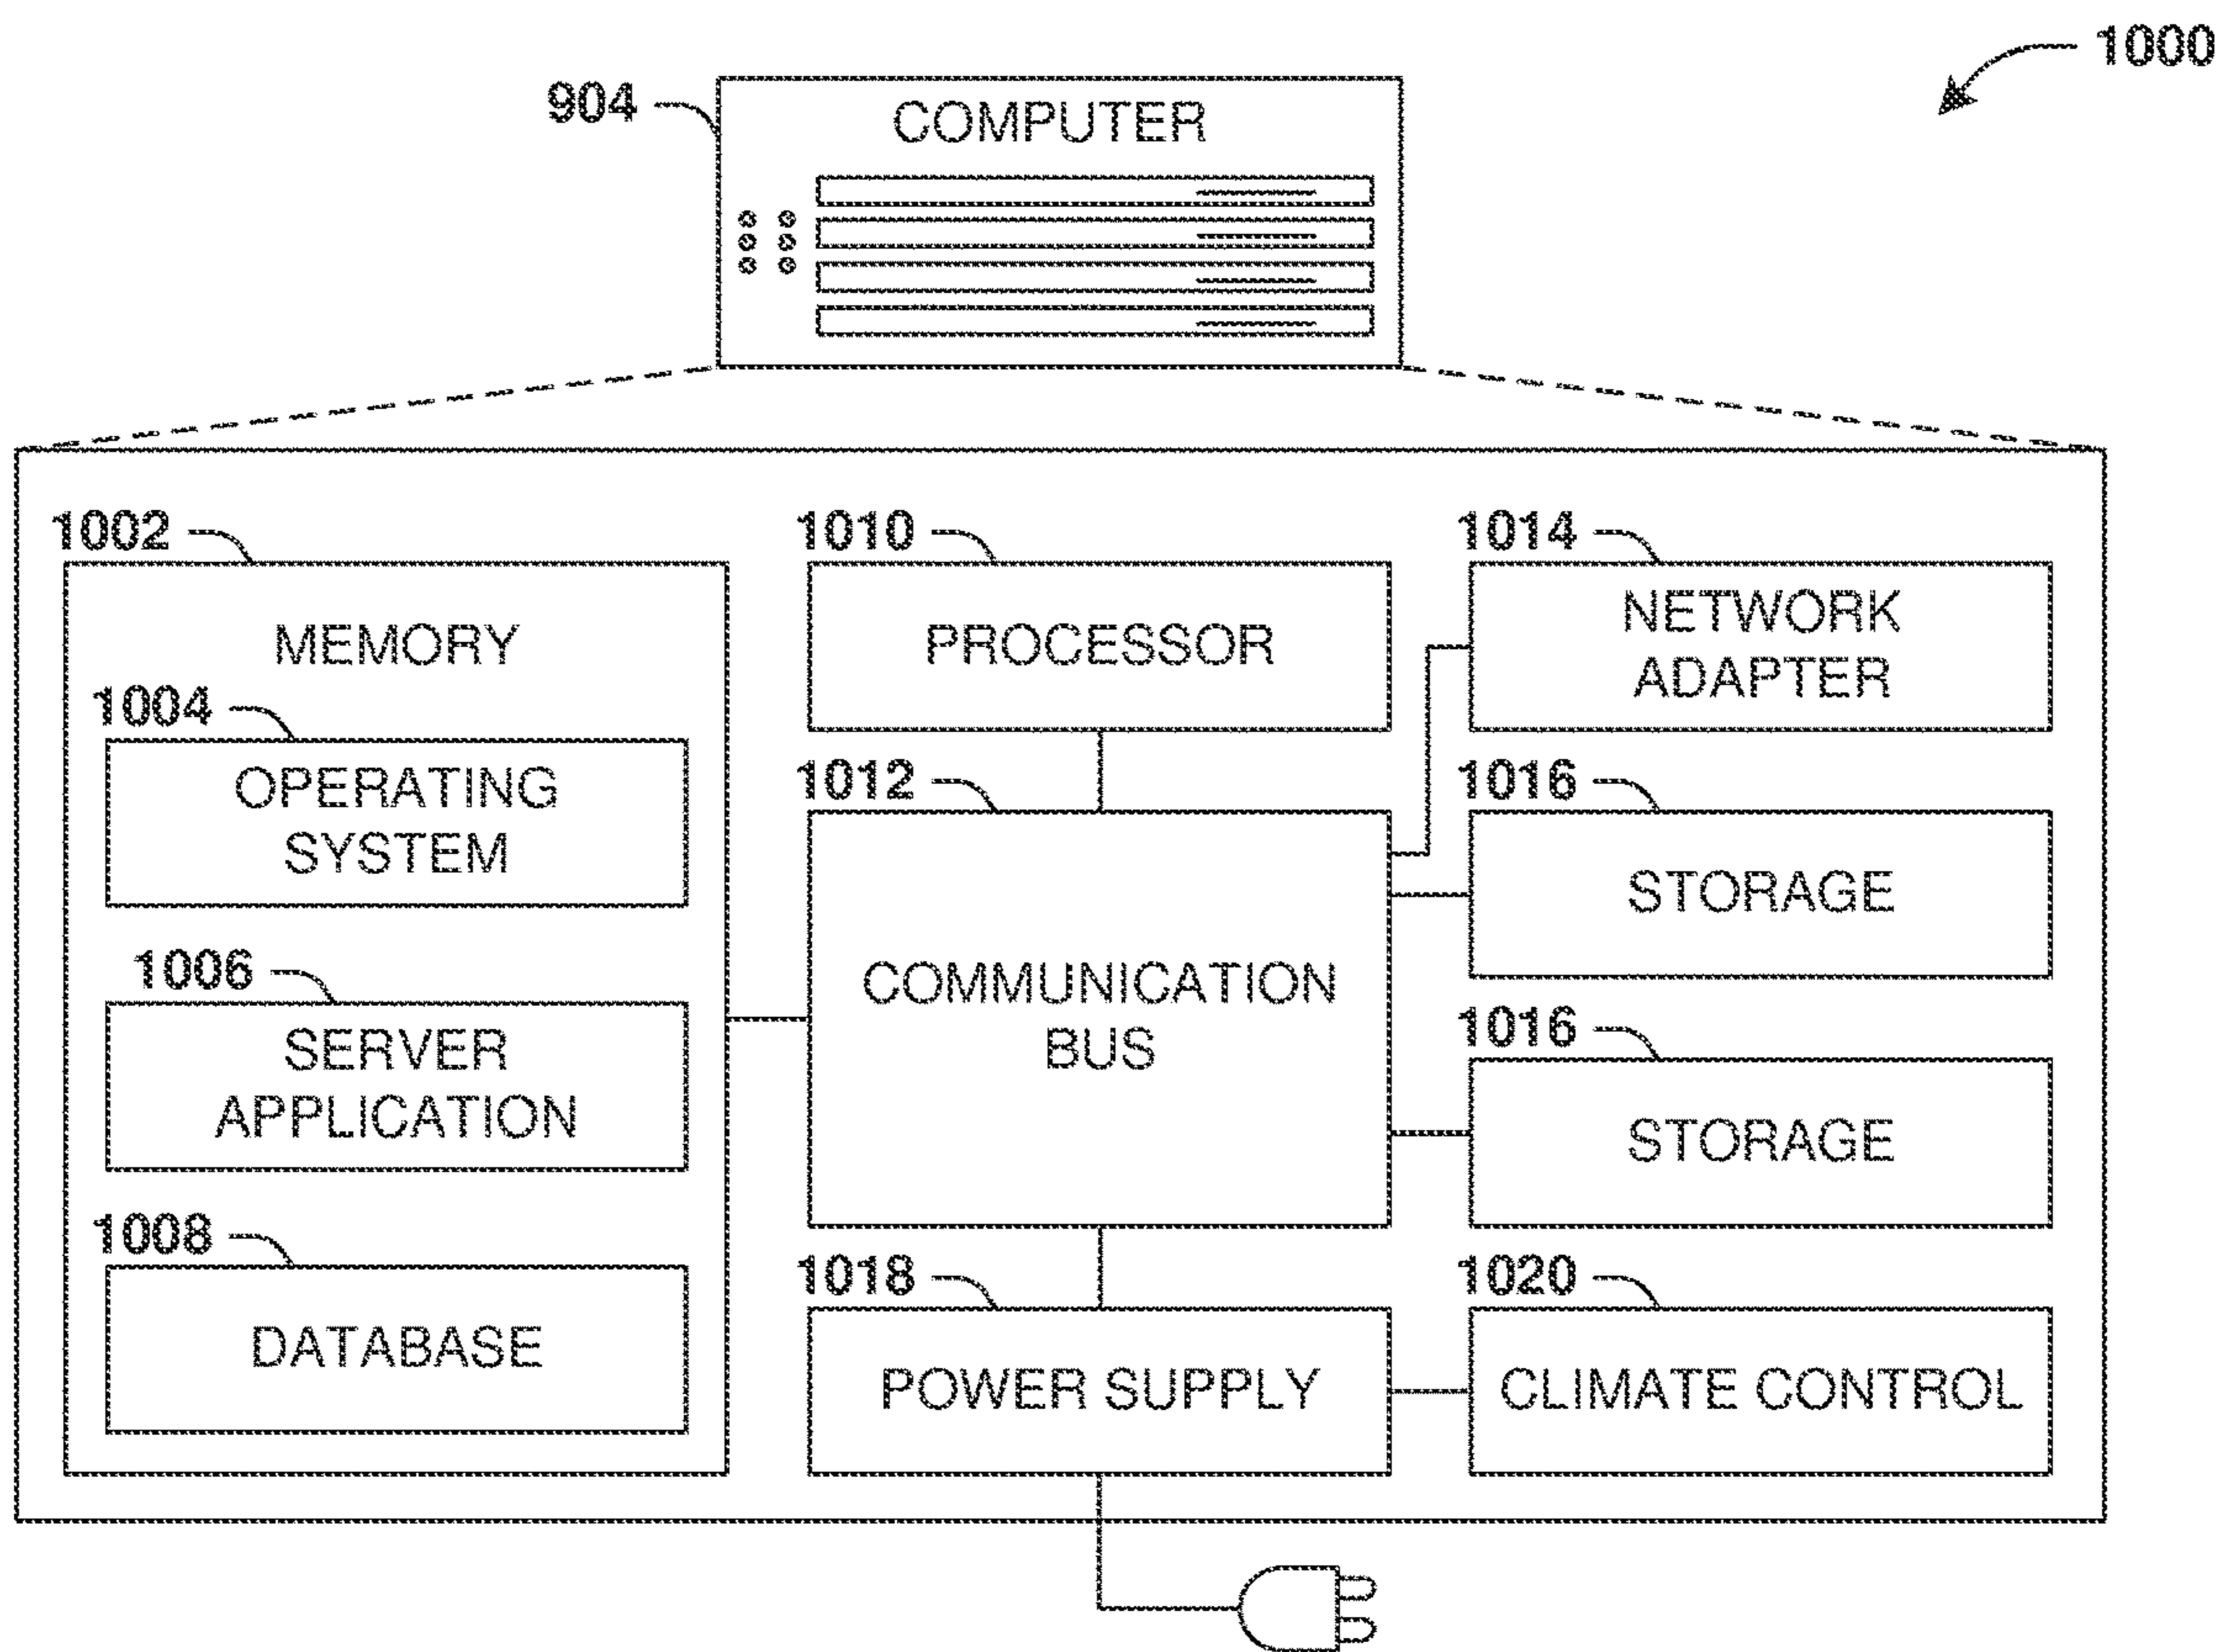 1000
904
COMPUTER
1002
MEMORY
1004
OPERATING
SYSTEM
1006
SERVER
APPLICATION
1008
DATABASE
1010
PROCESSOR
1012
COMMUNICATION
BUS
1018
POWER SUPPLY
1014
NETWORK
ADAPTER
1016
STORAGE
1016
STORAGE
1020
CLIMATE CONTROL